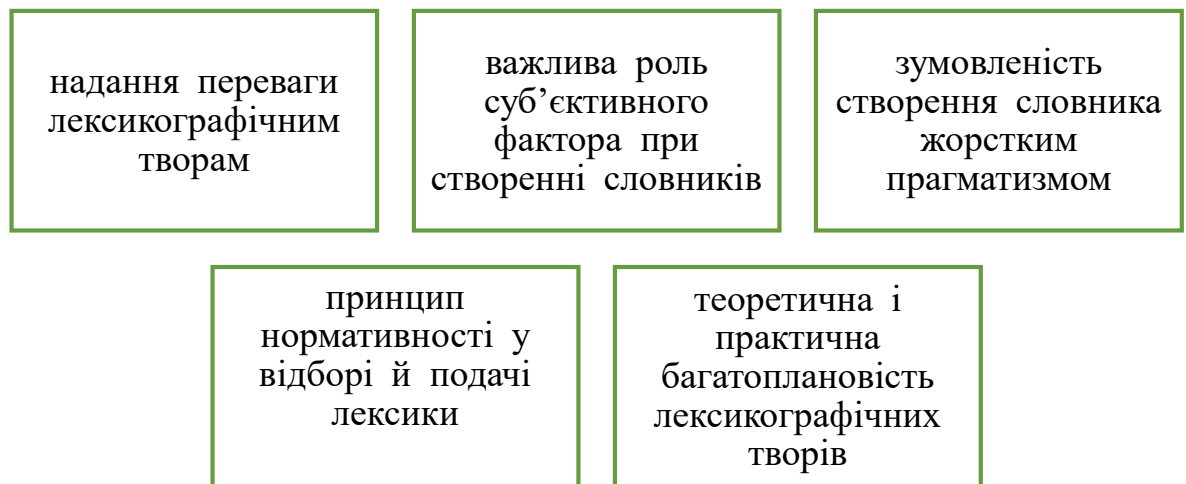 надання переваги
лексикографічним
творам
важлива роль
суб’єктивного
фактора при
створенні словників
зумовленість
створення словника
жорстким
прагматизмом
принцип
нормативності у
відборі й подачі
лексики
теоретична і
практична
багатоплановість
лексикографічних
творів